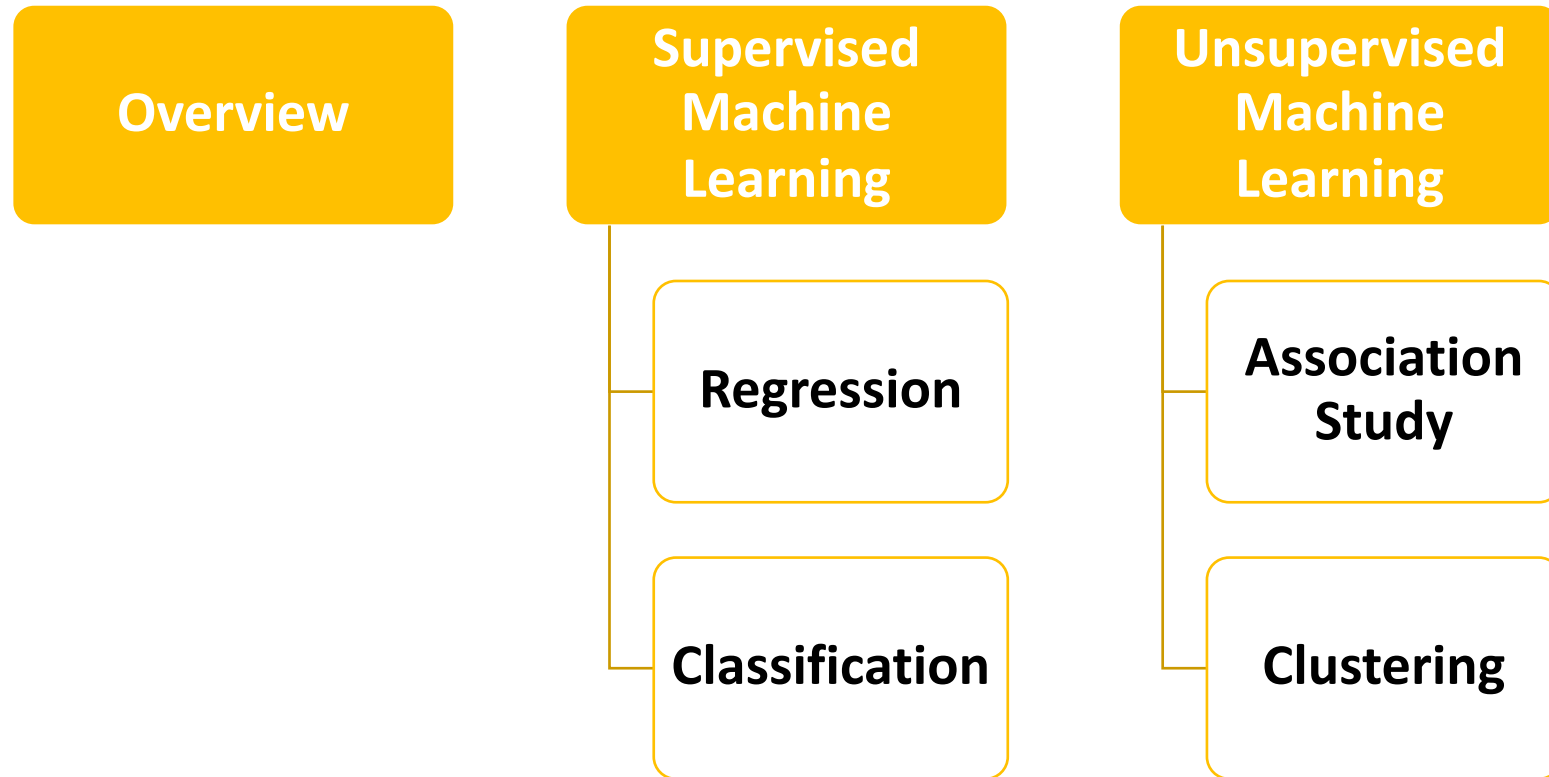 Overview
Supervised
Machine
Learning
Regression
Classification
Unsupervised
Machine
Learning
Association
Study
Clustering